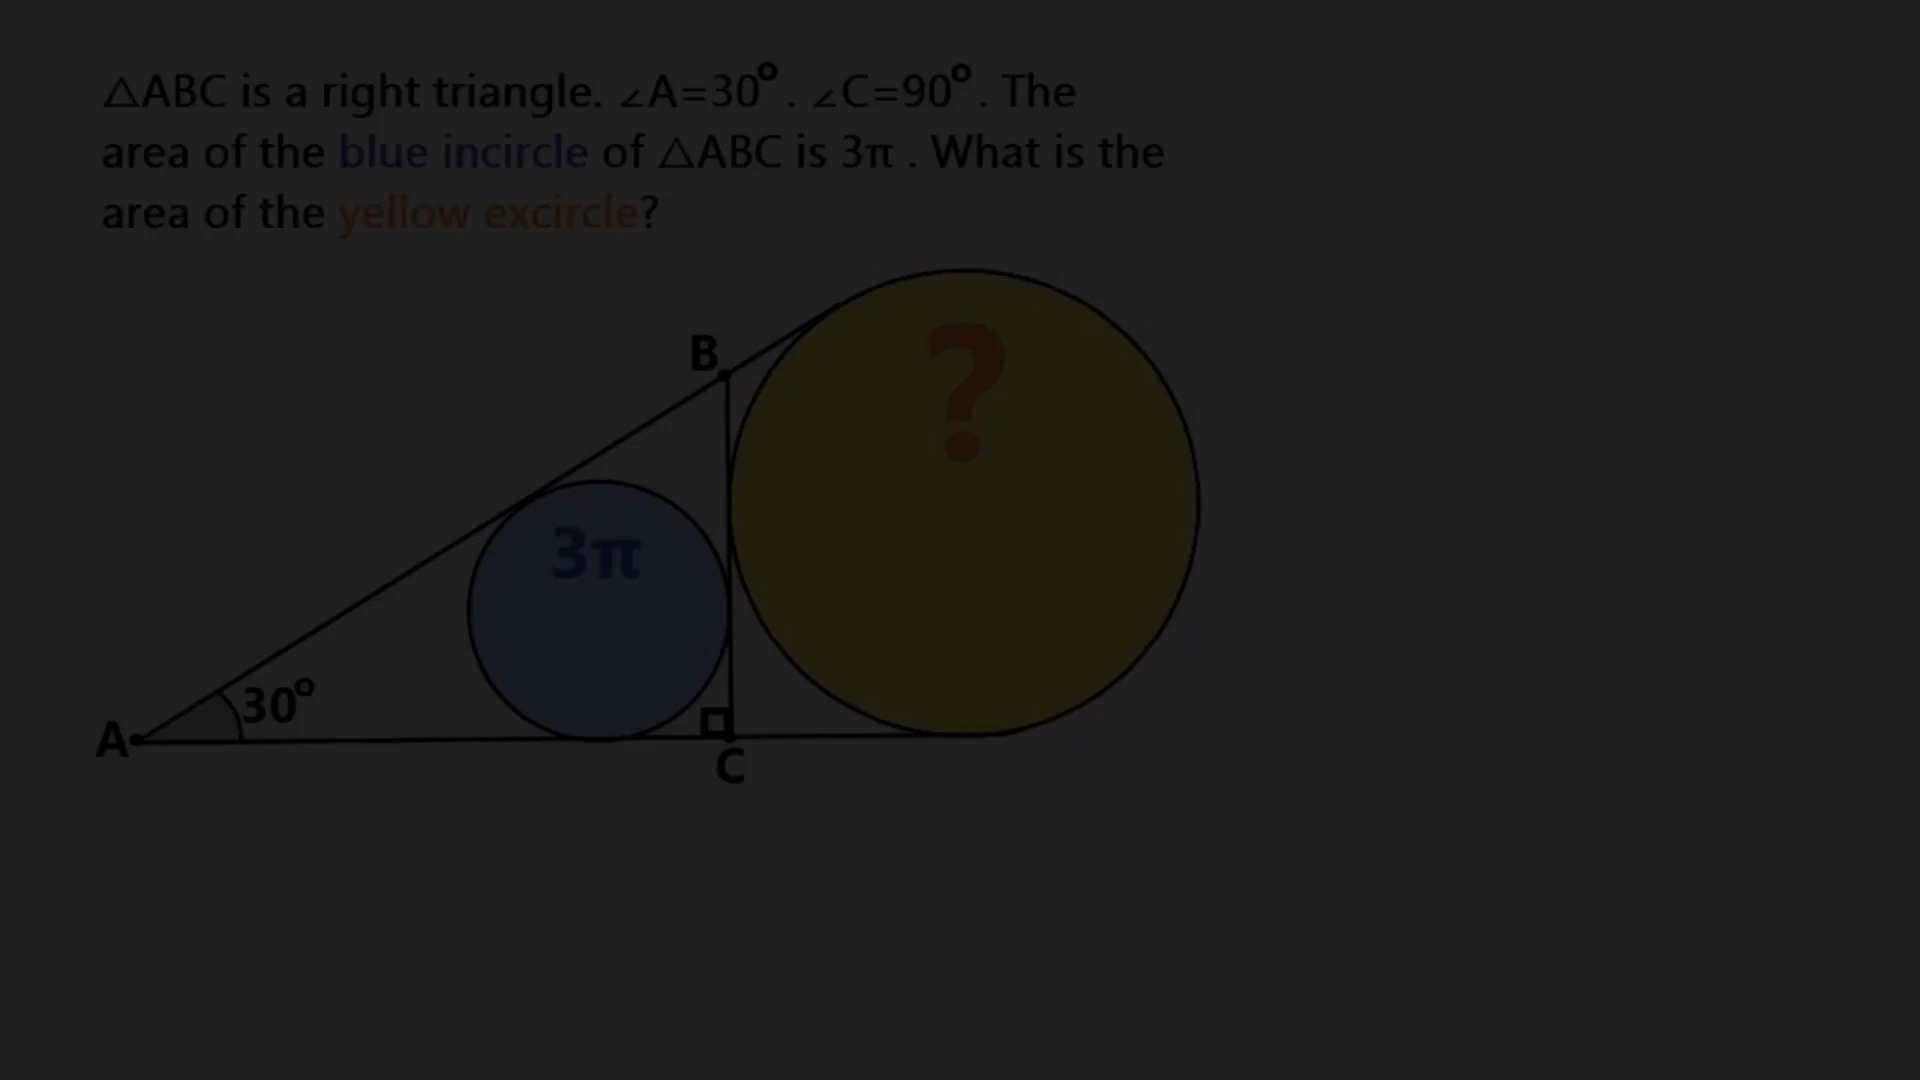 △ABC is a right triangle. ∠A=30°. ∠C=90°. The
area of the blue incircle of △ABC is 3π . What is the
area of the yellow excircle?
B
?
3π
30°
A
C